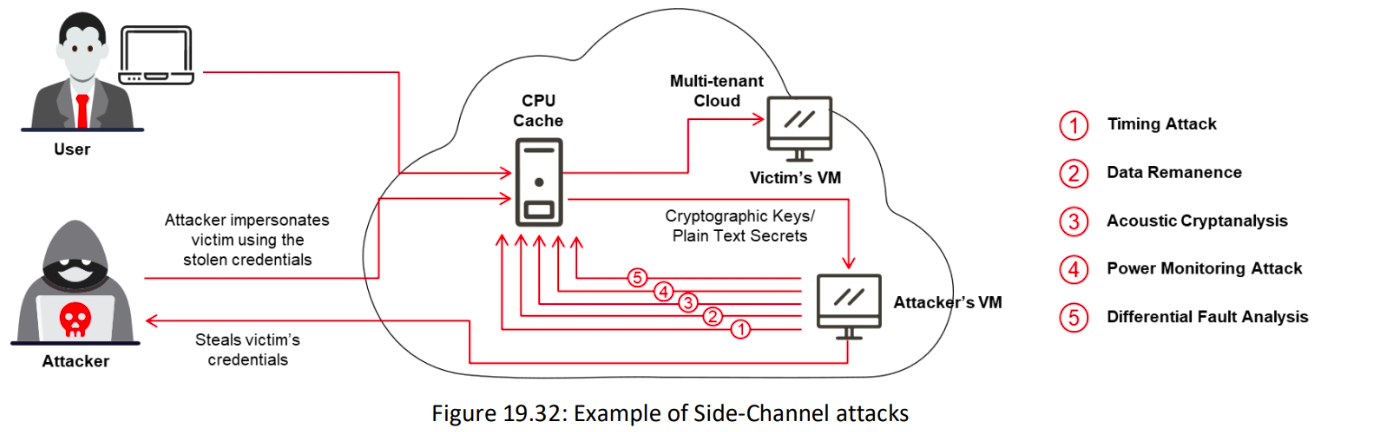 User
Attacker impersonates
victim using the
stolen credentials
Attacker
Steals victim's
credentials
CPU
Cache
Multi-tenant
Cloud
Victim's VM
Cryptographic Keys/
Plain Text Secrets
5
4
3
2
1
Attacker's VM
1 Timing Attack
2 Data Remanence
3 Acoustic Cryptanalysis
4 Power Monitoring Attack
5 Differential Fault Analysis
Figure 19.32: Example of Side-Channel attacks